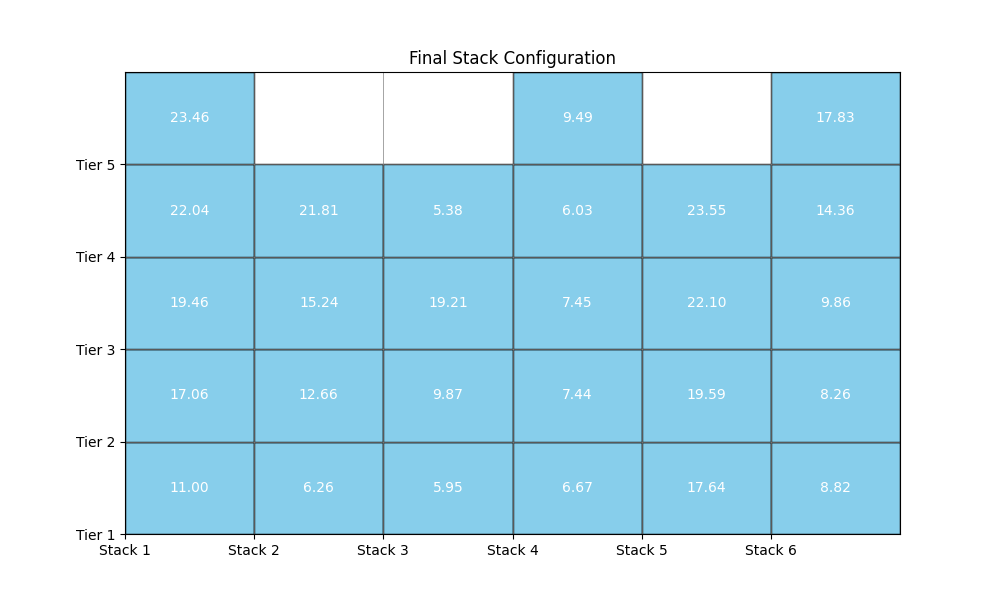 Final Stack Configuration
23.46 9.49 17.83
Tier 5
22.04 21.81 5.38 6.03 23.55 14.36
Tier 4
19.46 15.24 19.21 7.45 22.10 9.86
Tier 3
17.06 12.66 9.87 7.44 19.59 8.26
Tier 2
11.00 6.26 5.95 6.67 17.64 8.82
Tier 1
Stack 1 Stack 2 Stack 3 Stack 4 Stack 5 Stack 6